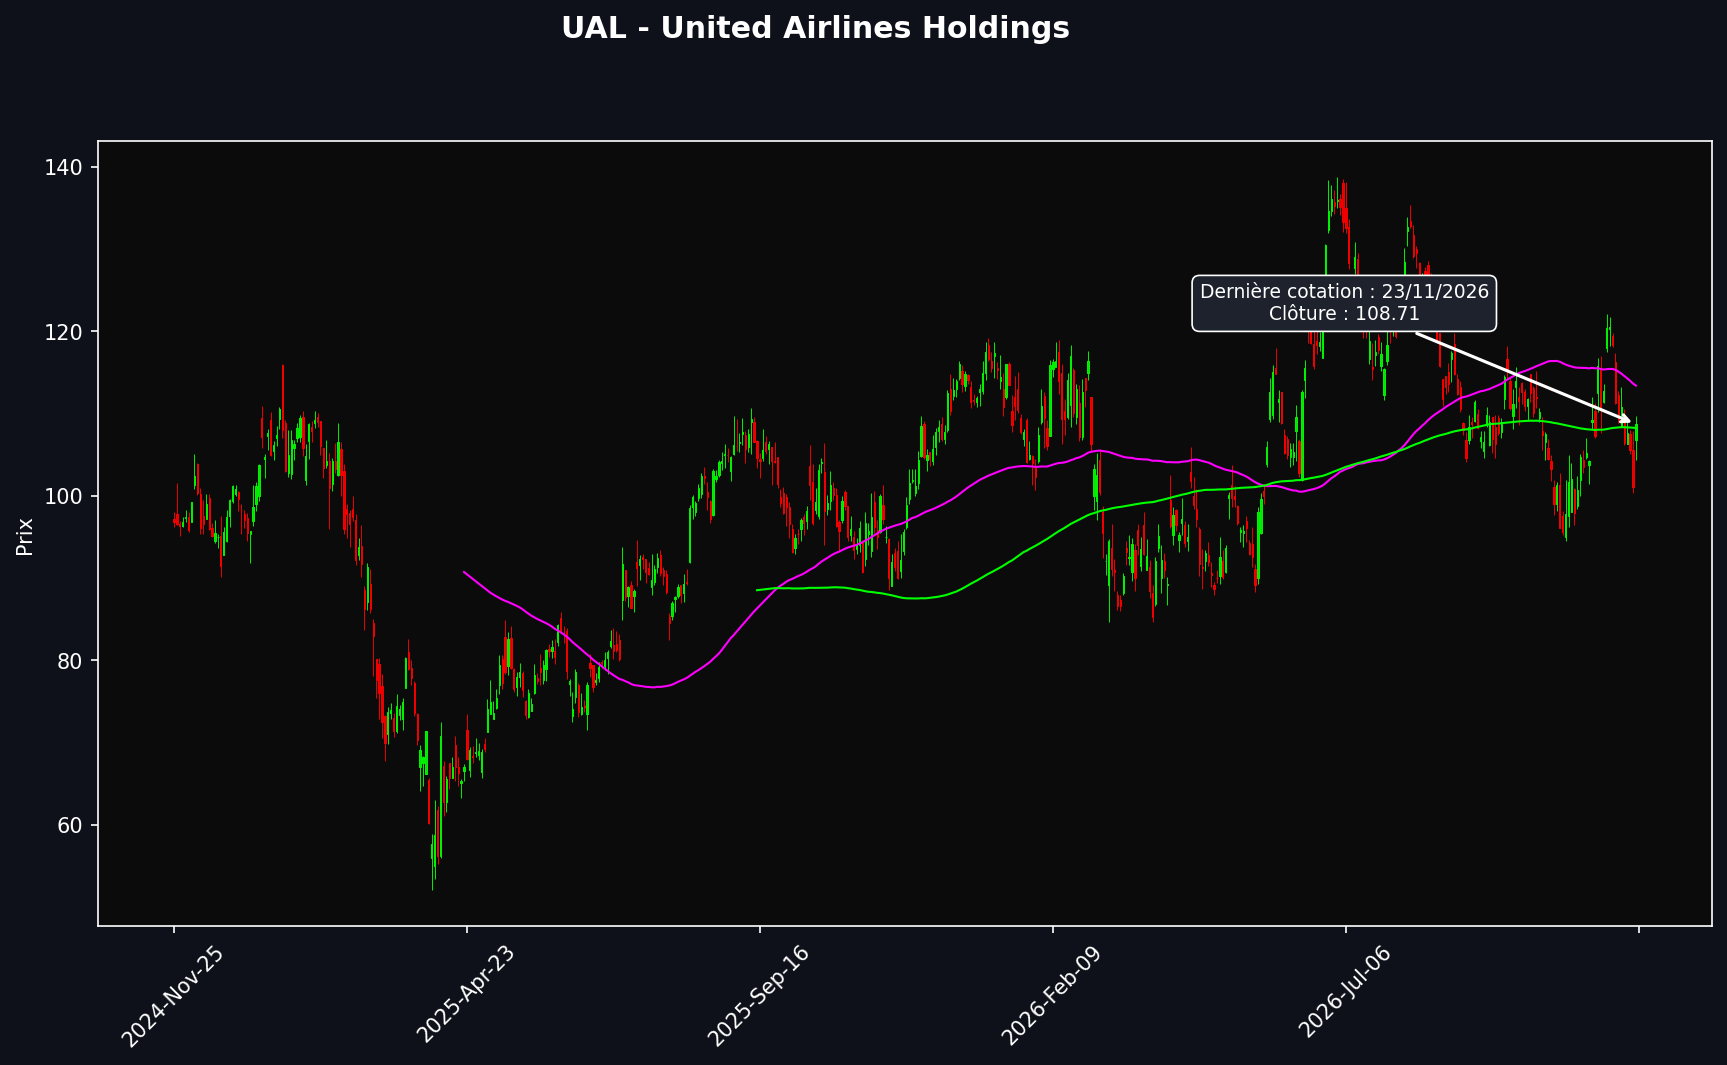 UAL - United Airlines Holdings
140
120
100
80
60
Prix
Dernière cotation : 23/11/2026
Clôture : 108.71
2024-Nov-25
2025-Apr-23
2025-Sep-16
2026-Feb-09
2026-Jul-06